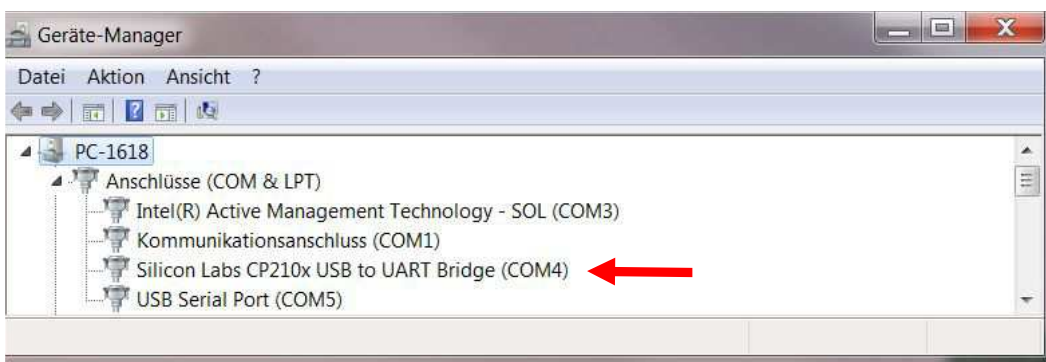 Geräte-Manager
Datei Aktion Ansicht ?
PC-1618
Anschlüsse (COM & LPT)
Intel(R) Active Management Technology - SOL (COM3)
Kommunikationsanschluss (COM1)
Silicon Labs CP210x USB to UART Bridge (COM4)
USB Serial Port (COM5)